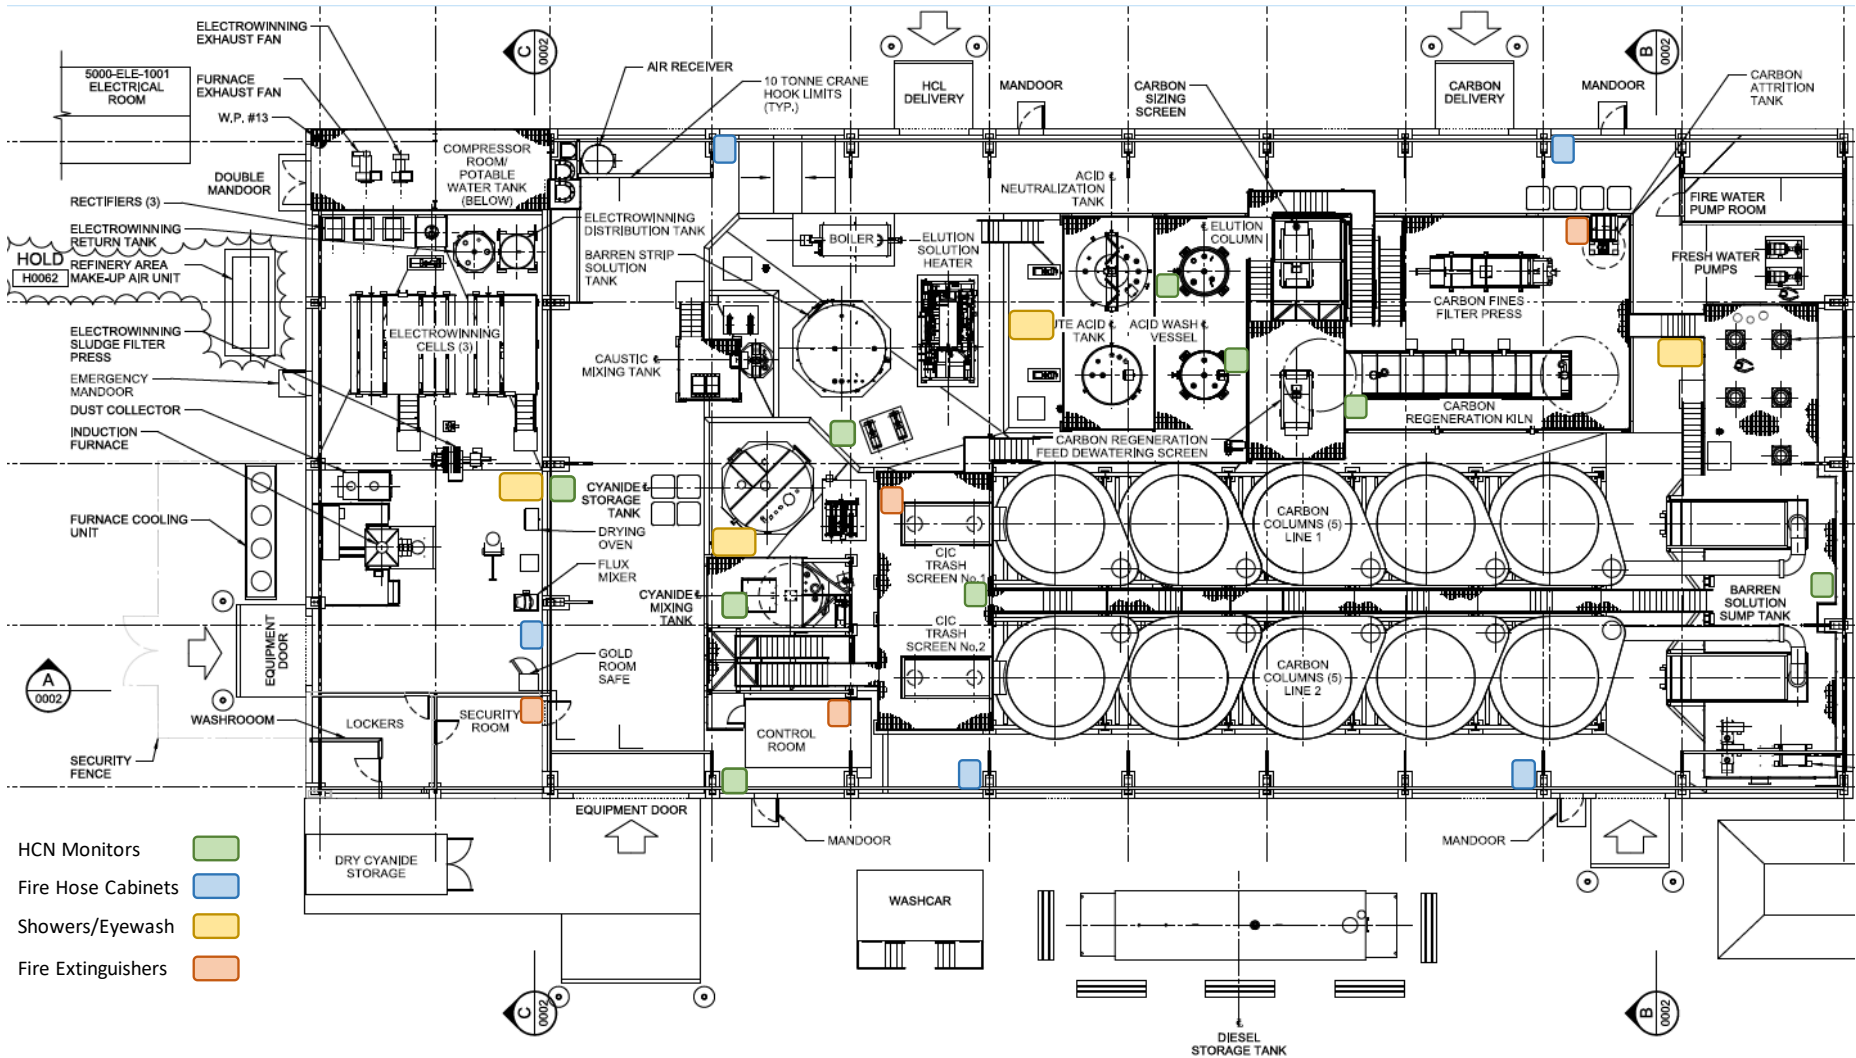 ELECTROWINNING
EXHAUST FAN
5000-ELE-1001
ELECTRICAL
ROOM
FURNACE
EXHAUST FAN
W.P. #13
C
0002
AIR RECEIVER
10 TONNE CRANE
HOOK LIMITS
(TYP.)
HCL
DELIVERY
MANDOOR
CARBON
SIZING
SCREEN
CARBON
DELIVERY
MANDOOR
B
0002
CARBON
ATTRITION
TANK
DOUBLE
MANDOOR
COMPRESSOR
ROOM/
POTABLE
WATER TANK
(BELOW)
RECTIFIERS (3)
ELECTROWINNING
RETURN TANK
HOLD
H0062
REFINERY AREA
MAKE-UP AIR UNIT
ELECTROWINNING
DISTRIBUTION TANK
BARREN STRIP
SOLUTION
TANK
BOILER
ELUTION
SOLUTION
HEATER
ACID
NEUTRALIZATION
TANK
ELUTION
COLUMN
FIRE WATER
PUMP ROOM
FRESH WATER
PUMPS
CARBON FINES
FILTER PRESS
ELECTROWINNING
SLUDGE FILTER
PRESS
ELECTROWINNING
CELLS (3)
CAUSTIC
MIXING TANK
UTE ACID
TANK
ACID WASH
VESSEL
EMERGENCY
MANDOOR
DUST COLLECTOR
INDUCTION
FURNACE
CARBON
REGENERATION KILN
CARBON REGENERATION
FEED DEWATERING SCREEN
FURNACE COOLING
UNIT
CYANIDE
STORAGE
TANK
DRYING
OVEN
FLUX
MIXER
CIC
TRASH
SCREEN No.1
CARBON
COLUMNS (5)
LINE 1
CYANIDE
MIXING
TANK
BARREN
SOLUTION
SUMP TANK
EQUIPMENT
DOOR
CIC
TRASH
SCREEN No.2
CARBON
COLUMNS (5)
LINE 2
GOLD
ROOM
SAFE
A
0002
WASHROOOM
LOCKERS
SECURITY
ROOM
CONTROL
ROOM
SECURITY
FENCE
EQUIPMENT DOOR
MANDOOR
MANDOOR
DRY CYANIDE
STORAGE
WASHCAR
HCN Monitors
Fire Hose Cabinets
Showers/Eyewash
Fire Extinguishers
C
0002
B
0002
DIESEL
STORAGE TANK